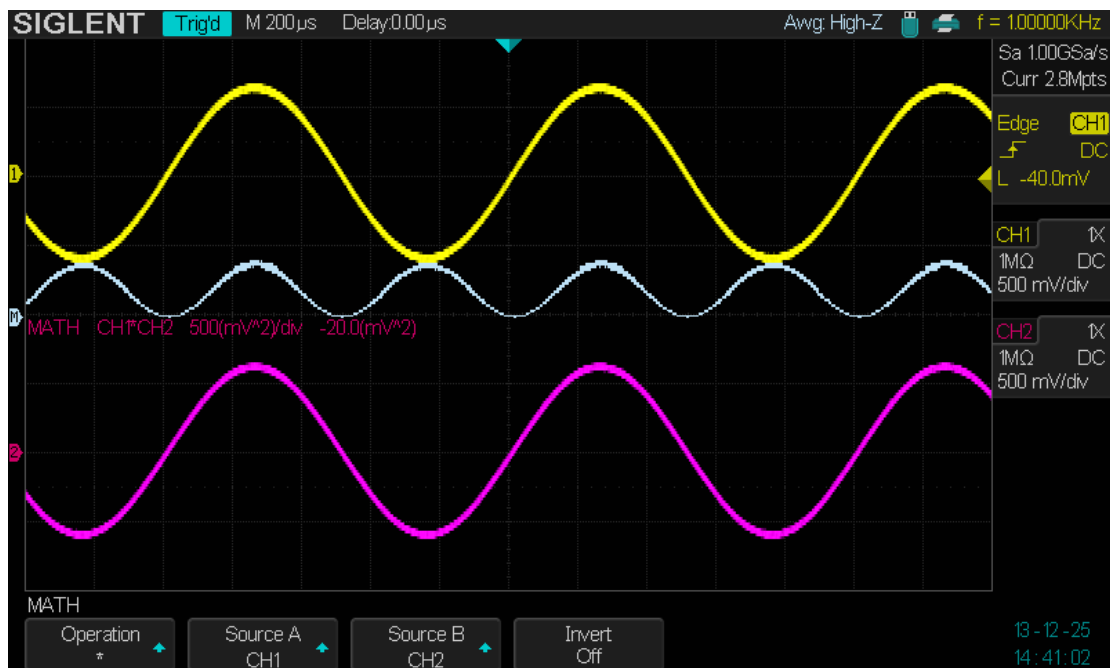 SIGLENT Trig'd M 200µs Delay:0.00µs Awg: High-Z f = 1.00000KHz
Sa 1.00GSa/s
Curr 2.8Mpts
Edge CH1
DC
L -40.0mV
1
CH1 1X
1MΩ DC
500 mV/div
M
MATH CH1*CH2 500(mV^2)/div -20.0(mV^2)
CH2 1X
1MΩ DC
500 mV/div
2
MATH
Operation
*
Source A
CH1
Source B
CH2
Invert
Off
13-12-25
14:41:02